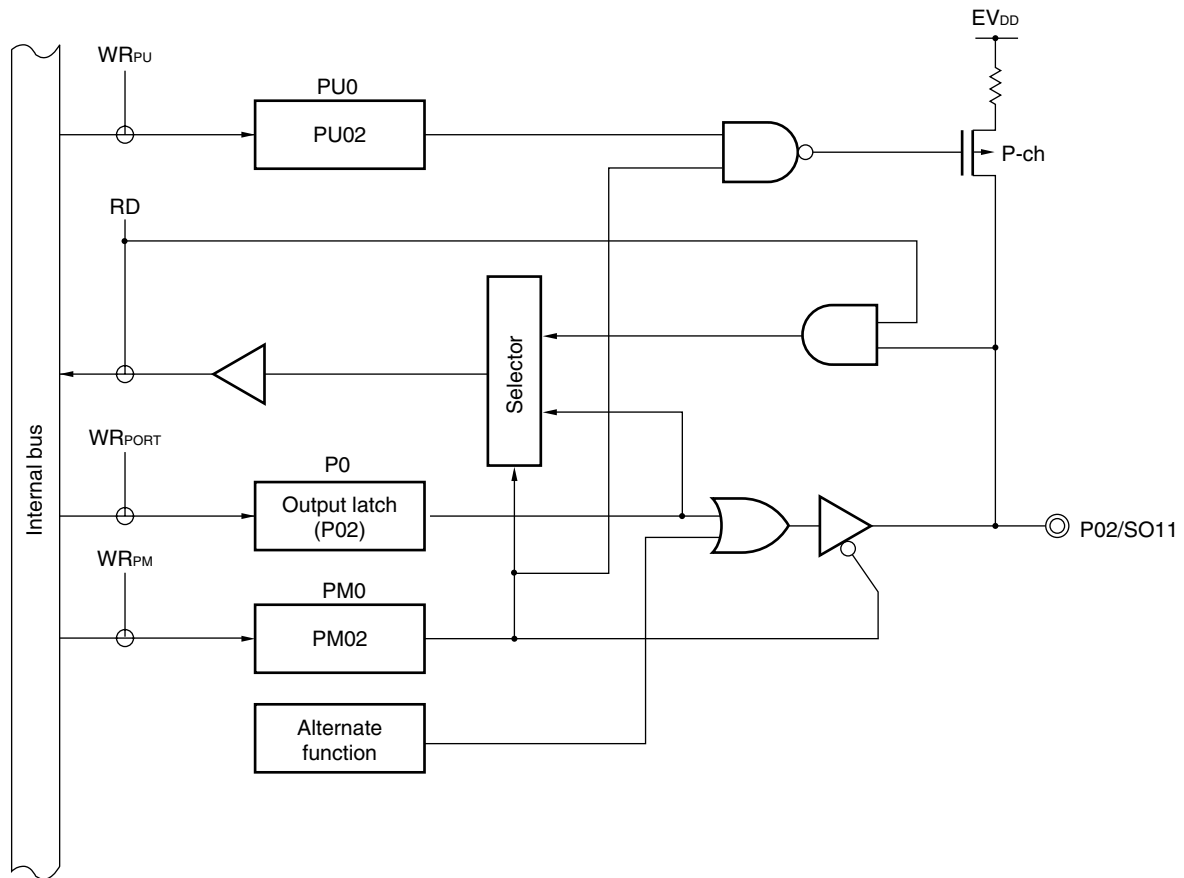 EVDD
WRPU
PU0
PU02
P-ch
RD
Selector
Internal bus
WRPORT
P0
Output latch
(P02)
P02/SO11
WRPM
PM0
PM02
Alternate
function